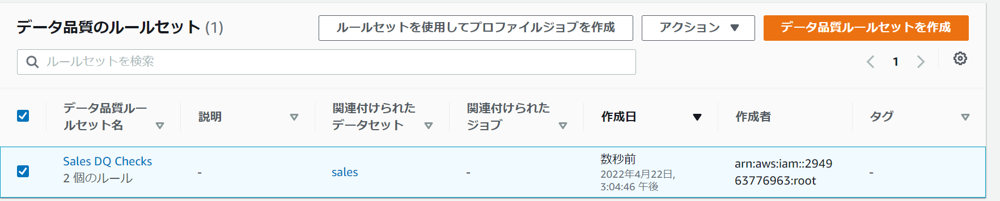 データ品質のルールセット (1)
ルールセットを使用してプロファイルジョブを作成
アクション
データ品質ルールセットを作成
ルールセットを検索
1
データ品質ルー
ルセット名
説明
関連付けられた
データセット
関連付けられた
ジョブ
作成日
作成者
タグ
Sales DQ Checks
2 個のルール
-
sales
-
数秒前
2022年4月22日,
3:04:46 午後
arn:aws:iam::2949
63776963:root
-